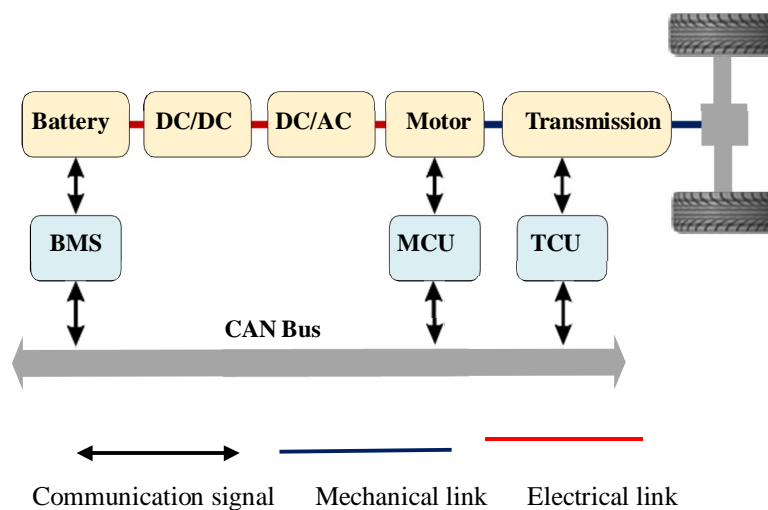 Battery DC/DC DC/AC Motor Transmission
BMS MCU TCU
CAN Bus
Communication signal Mechanical link Electrical link